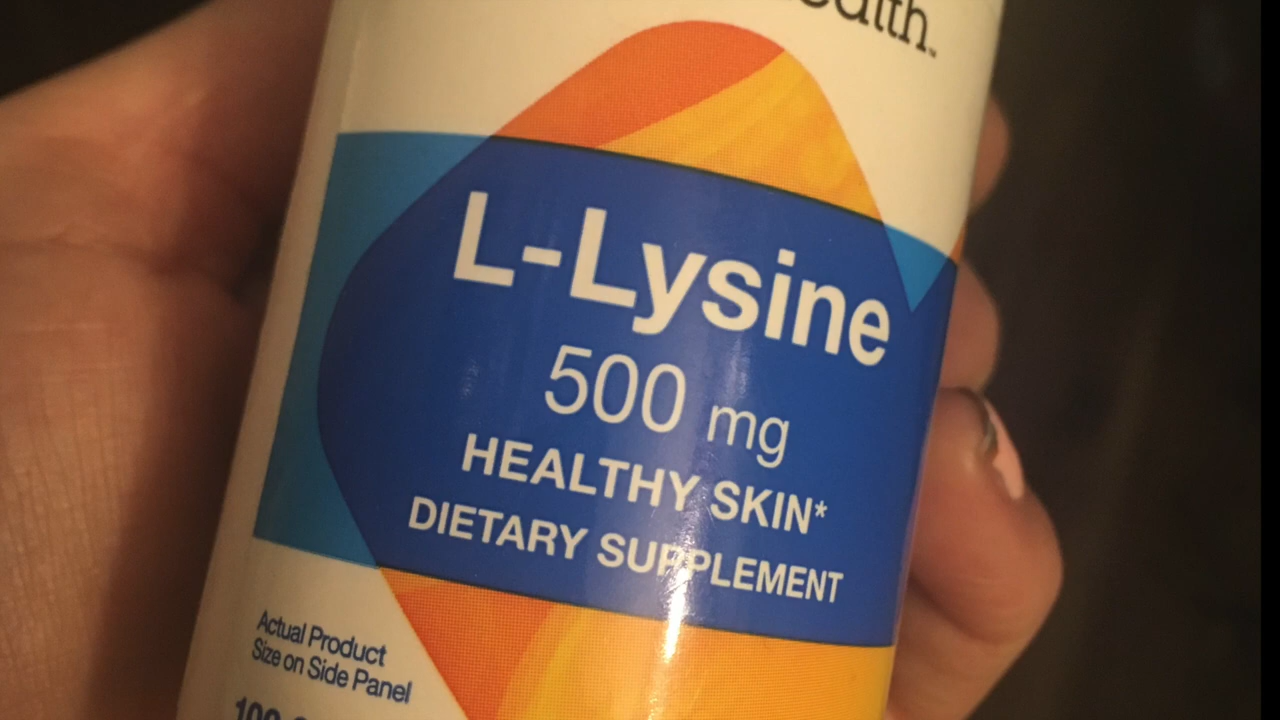 L-Lysine
500 mg
HEALTHY SKIN*
DIETARY SUPPLEMENT
Actual Product
Size on Side Panel